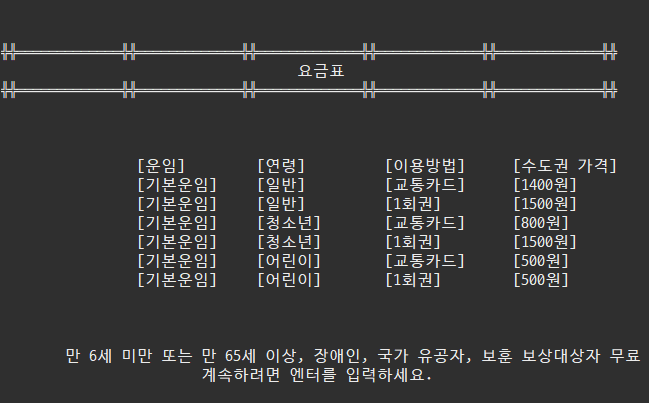 요금표
[운임] [연령] [이용방법] [수도권 가격]
[기본운임] [일반] [교통카드] [1400원]
[기본운임] [일반] [1회권] [1500원]
[기본운임] [청소년] [교통카드] [800원]
[기본운임] [청소년] [1회권] [1500원]
[기본운임] [어린이] [교통카드] [500원]
[기본운임] [어린이] [1회권] [500원]
만 6세 미만 또는 만 65세 이상, 장애인, 국가 유공자, 보훈 보상대상자 무료
계속하려면 엔터를 입력하세요.